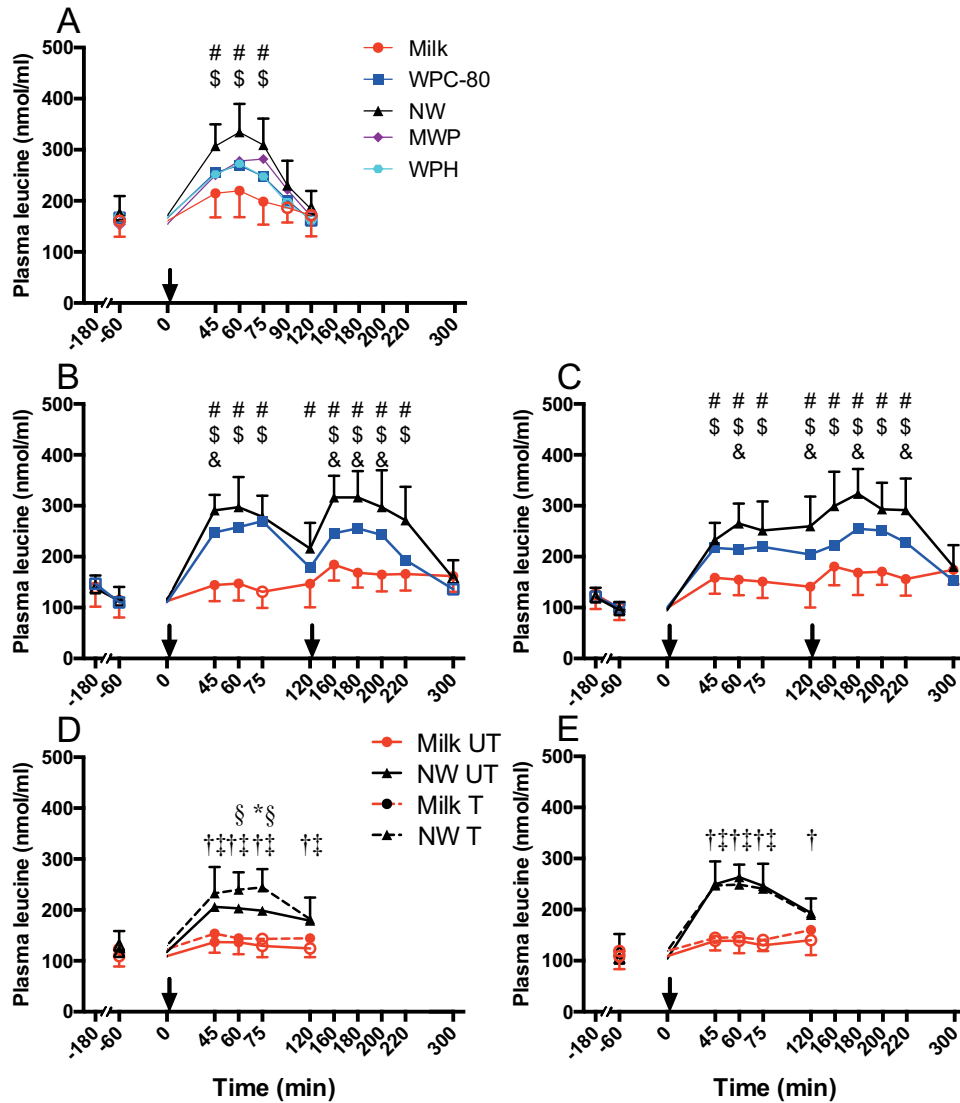 A
Plasma leucine (nmol/ml)
500
400
300
200
100
0
# # #
$ $ $
Milk
WPC-80
NW
MWP
WPH
-180 -60 0 45 60 75 90 120 160 180 200 220 300
B
Plasma leucine (nmol/ml)
500
400
300
200
100
0
# # # # # # # #
$ $ $ $ $ $ $
& & & &
-180 -60 0 45 60 75 120 160 180 200 220 300
C
Plasma leucine (nmol/ml)
500
400
300
200
100
0
# # # # # # # #
$ $ $ $ $ $ $ $
& & & &
-180 -60 0 45 60 75 120 160 180 200 220 300
D
Plasma leucine (nmol/ml)
500
400
300
200
100
0
Milk UT
NW UT
Milk T
NW T
§ *§
†‡ †‡ †‡ †‡
-180 -60 0 45 60 75 120 160 180 200 220 300
Time (min)
E
Plasma leucine (nmol/ml)
500
400
300
200
100
0
†‡ †‡ †‡ †
-180 -60 0 45 60 75 120 160 180 200 220 300
Time (min)